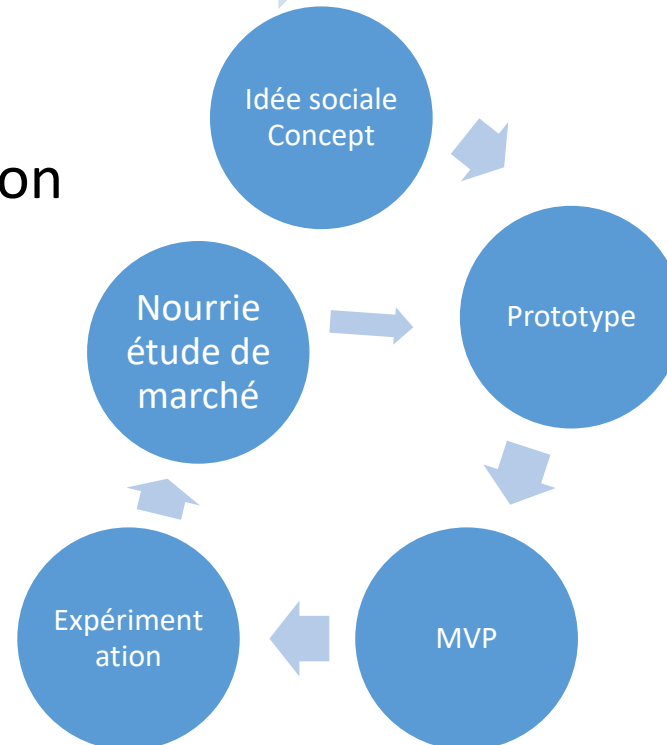 Idée sociale
Concept
on
Nourrie
étude de
marché
Prototype
Expériment
ation
MVP